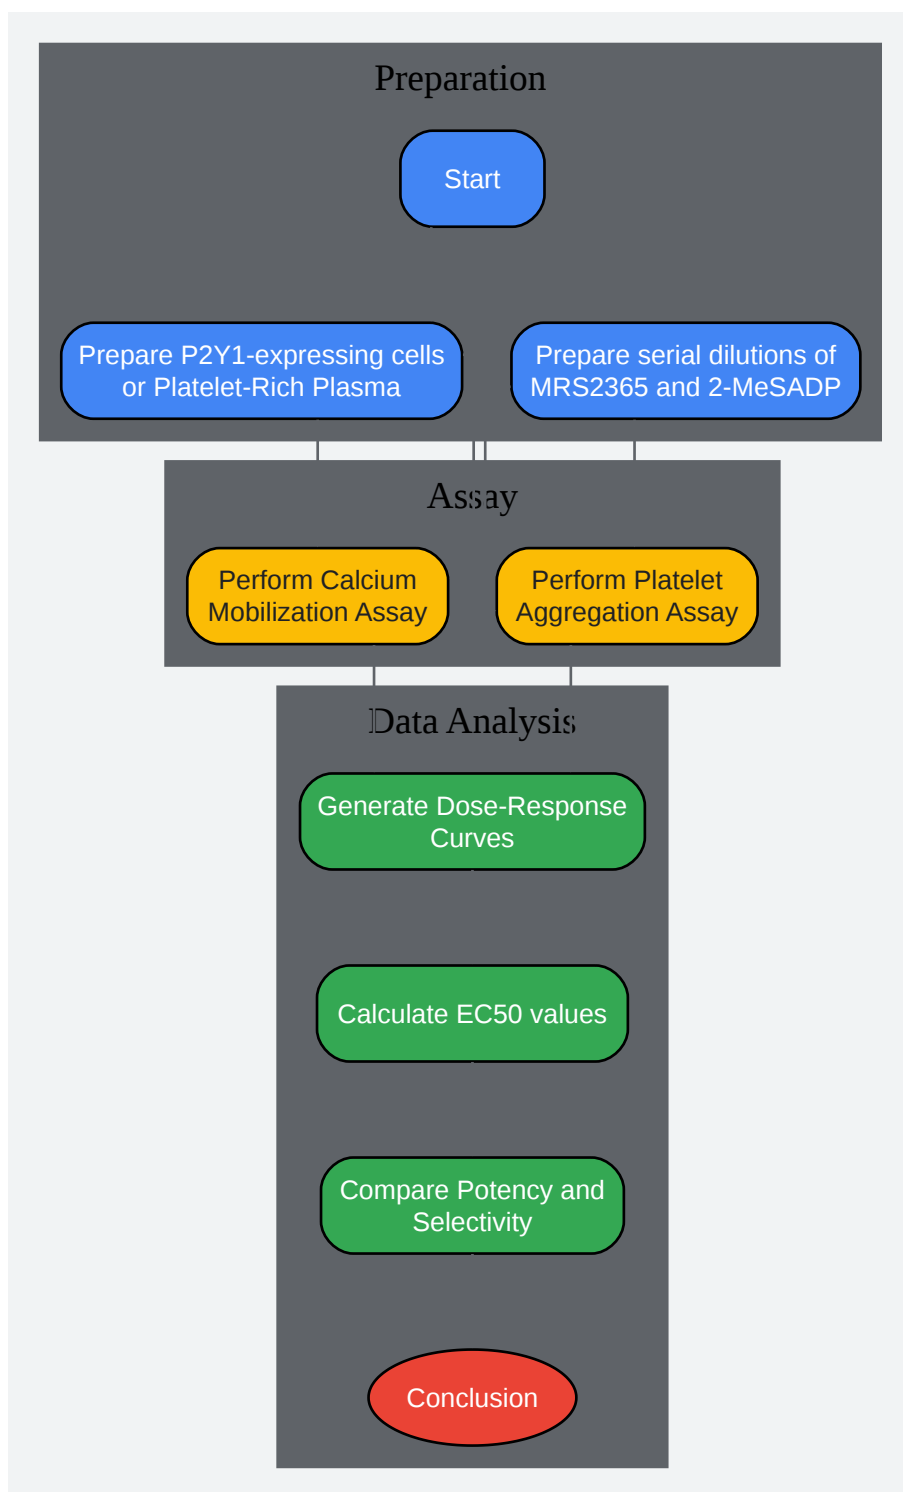 Preparation
Start
Prepare P2Y1-expressing cells
or Platelet-Rich Plasma
Prepare serial dilutions of
MRS2365 and 2-MeSADP
Assay
Perform Calcium
Mobilization Assay
Perform Platelet
Aggregation Assay
Data Analysis
Generate Dose-Response
Curves
Calculate EC50 values
Compare Potency and
Selectivity
Conclusion